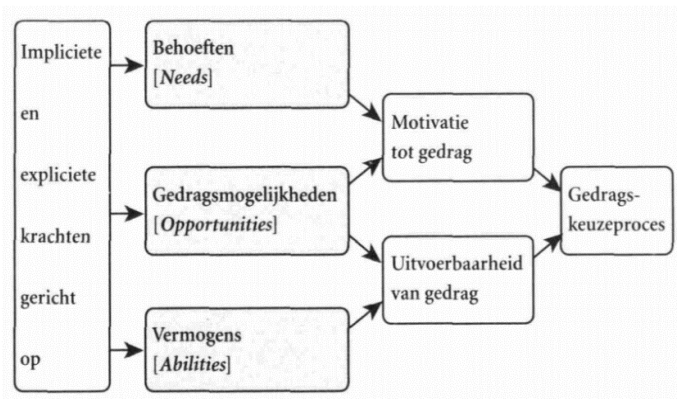 Impliciete
en
expliciete
krachten
gericht
op
Behoeften
[Needs]
Gedragsmogelijkheden
[Opportunities]
Vermogens
[Abilities]
Motivatie
tot gedrag
Uitvoerbaarheid
van gedrag
Gedrags-
keuzeproces